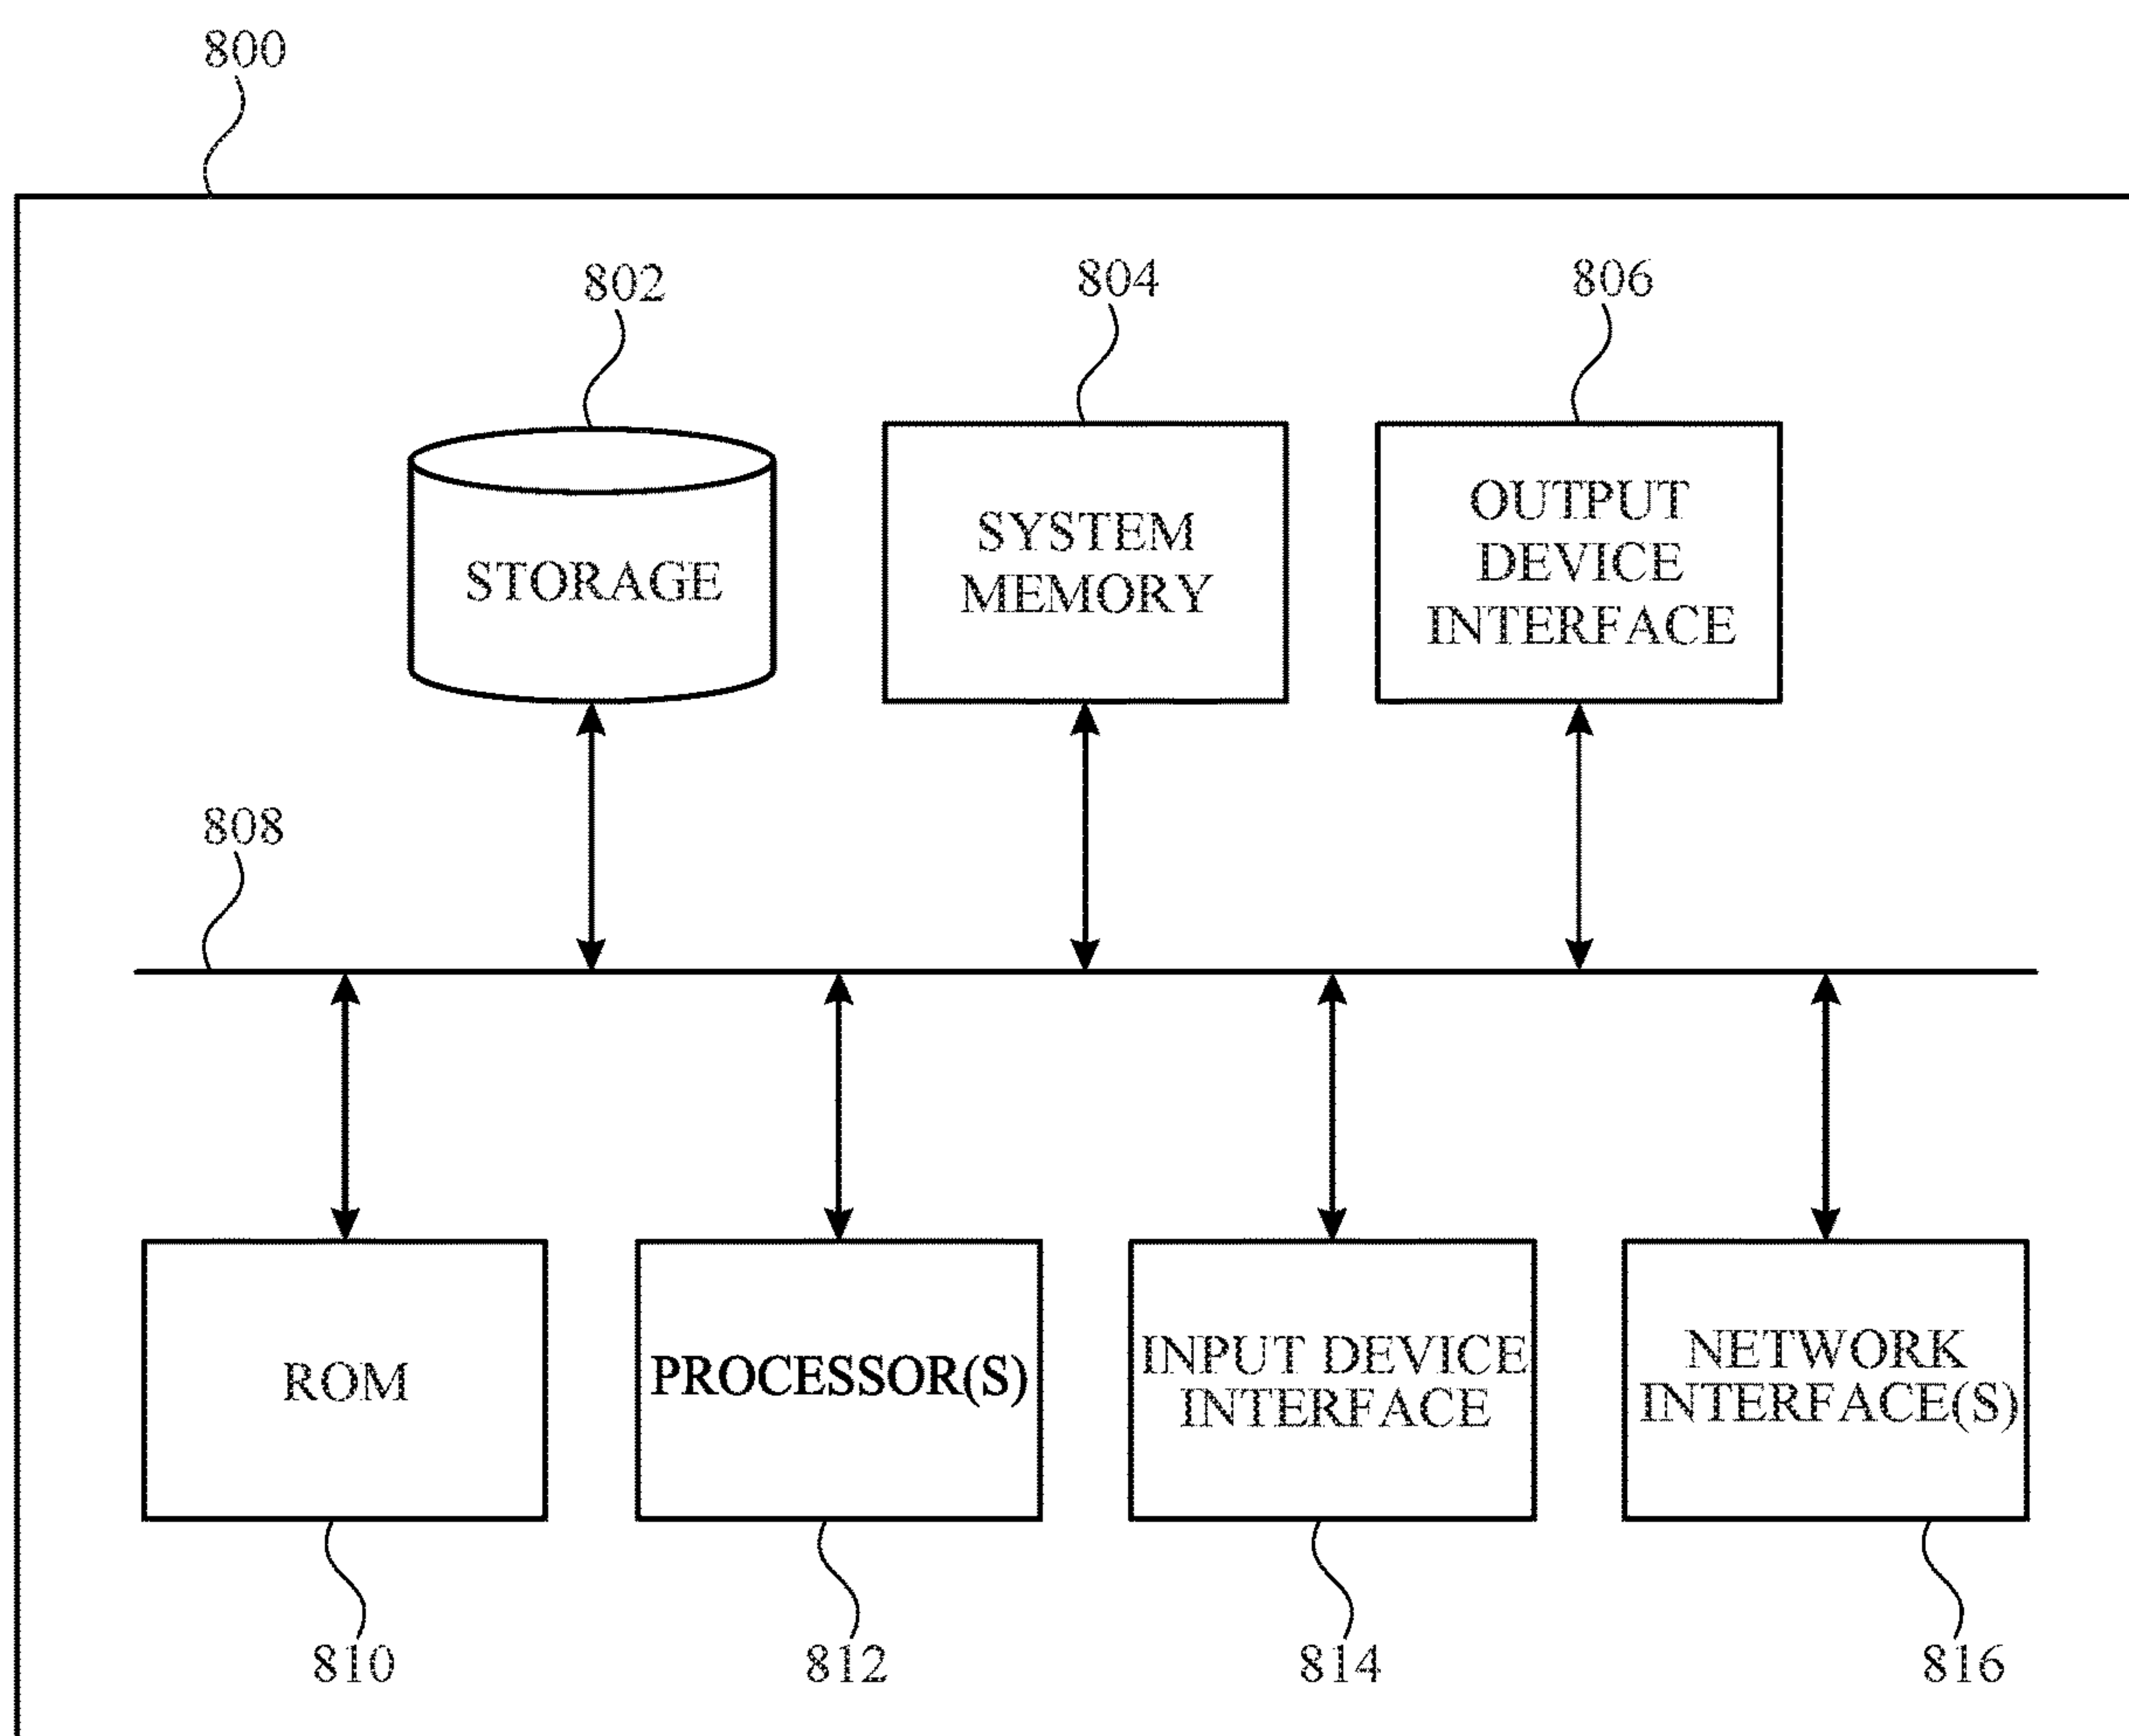 800
802
804
806
STORAGE
SYSTEM
MEMORY
OUTPUT
DEVICE
INTERFACE
808
ROM
PROCESSOR(S)
INPUT DEVICE
INTERFACE
NETWORK
INTERFACE(S)
810
812
814
816